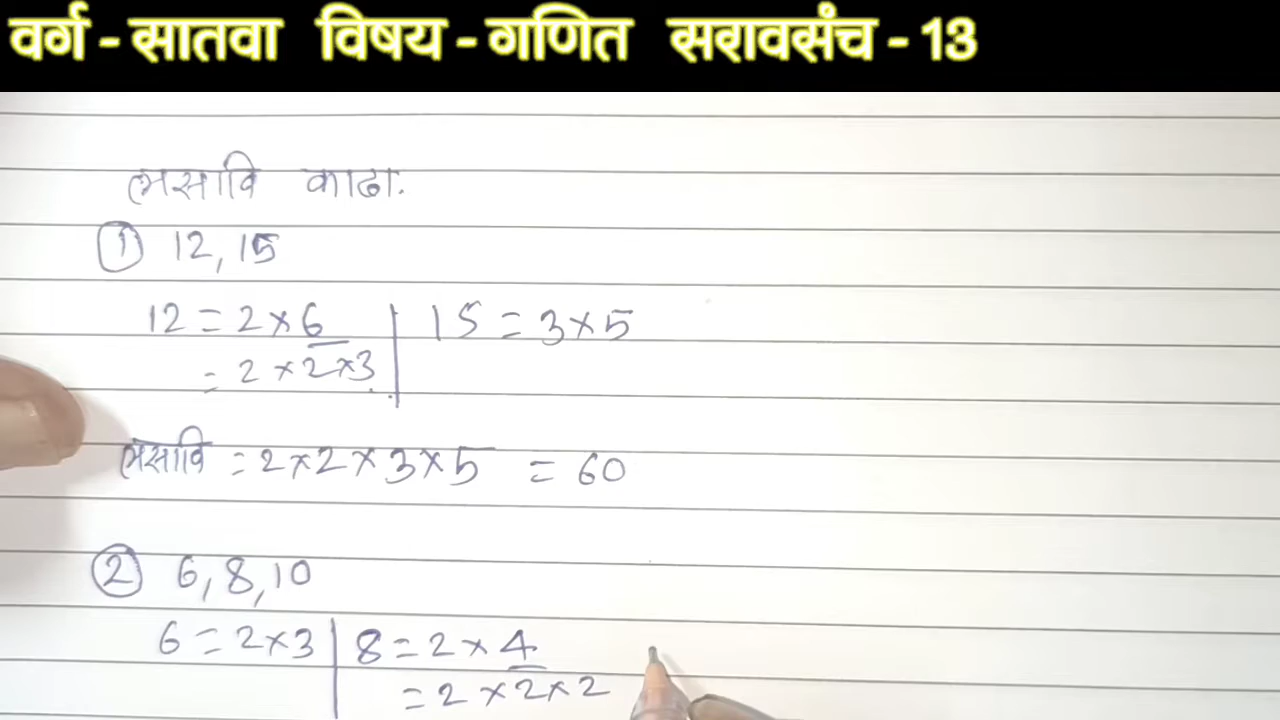 वर्ग - सातवा विषय - गणित सरावसंच - 13
लसावि काढा.
① 12, 15
12 = 2 × 6 | 15 = 3 × 5
= 2 × 2 × 3
लसावि = 2 × 2 × 3 × 5 = 60
② 6, 8, 10
6 = 2 × 3 | 8 = 2 × 4
= 2 × 2 × 2